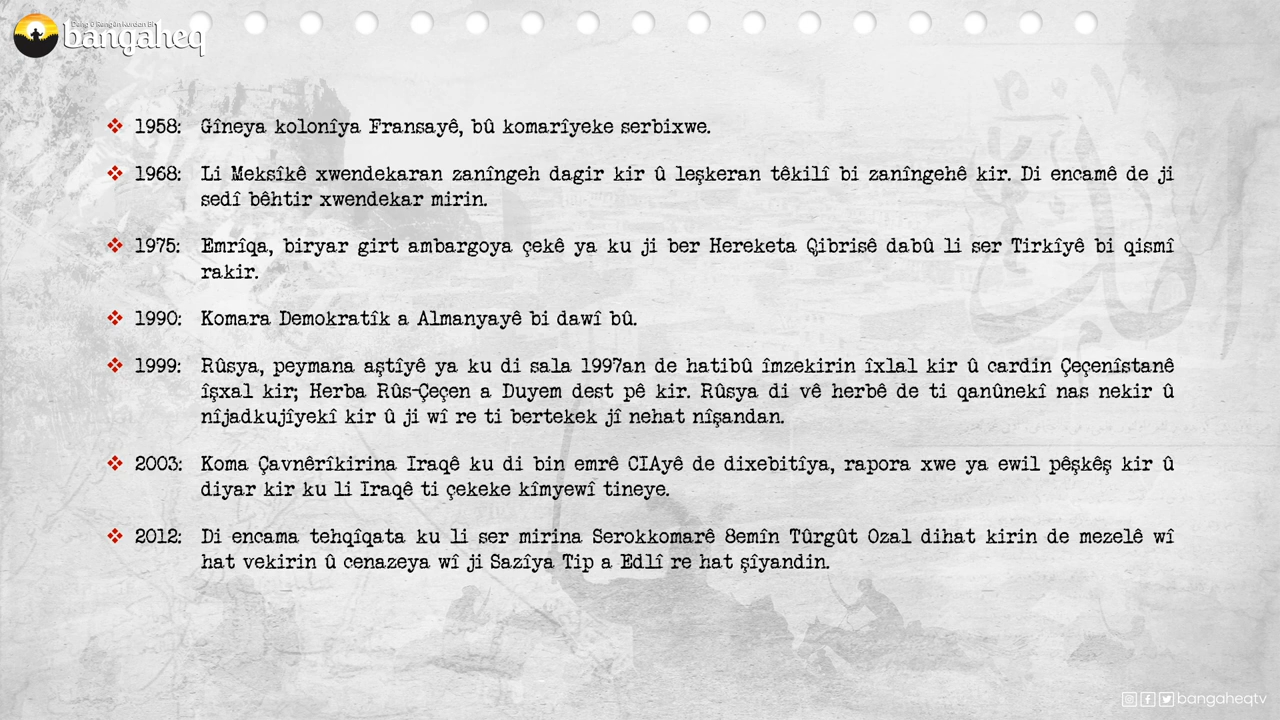 Deng û Rengên Kurdan Bi
bangaheq
1958: Gîneya kolonîya Fransayê, bû komarîyeke serbixwe.
1968: Li Meksîkê xwendekaran zanîngeh dagir kir û leşkeran têkilî bi zanîngehê kir. Di encamê de ji
sedî bêhtir xwendekar mirin.
1975: Emrîqa, biryar girt ambargoya çekê ya ku ji ber Hereketa Qibrisê dabû li ser Tirkîyê bi qismî
rakir.
1990: Komara Demokratîk a Almanyayê bi dawî bû.
1999: Rûsya, peymana aştîyê ya ku di sala 1997an de hatibû îmzekirin îxlal kir û cardin Çeçenîstanê
îşxal kir; Herba Rûs-Çeçen a Duyem dest pê kir. Rûsya di vê herbê de ti qanûnekî nas nekir û
nîjadkujîyekî kir û ji wî re ti bertekek jî nehat nîşandan.
2003: Koma Çavnêrîkirina Iraqê ku di bin emrê CIAyê de dixebitîya, rapora xwe ya ewil pêşkêş kir û
diyar kir ku li Iraqê ti çekeke kîmyewî tineye.
2012: Di encama tehqîqata ku li ser mirina Serokkomarê 8emîn Tûrgût Ozal dihat kirin de mezelê wî
hat vekirin û cenazeya wî ji Sazîya Tip a Edlî re hat şîyandin.
bangaheqtv